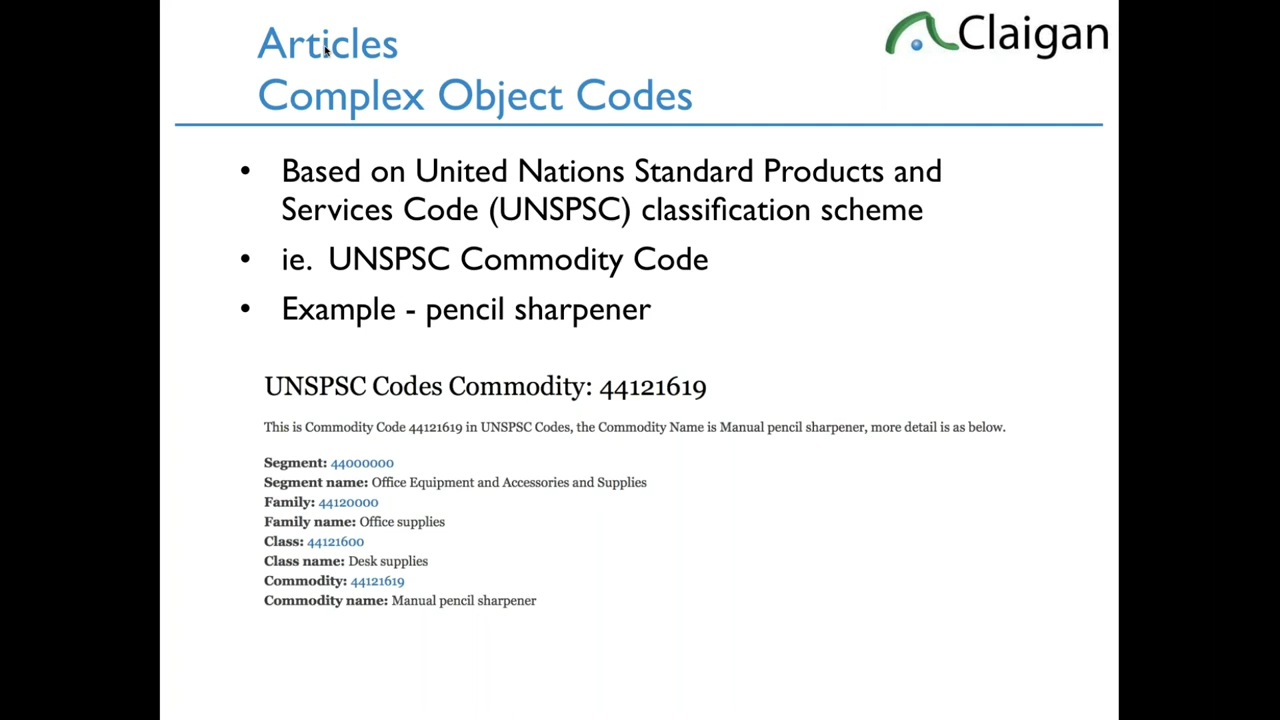 Articles
Complex Object Codes
Claigan
• Based on United Nations Standard Products and
Services Code (UNSPSC) classification scheme
• ie. UNSPSC Commodity Code
• Example - pencil sharpener
UNSPSC Codes Commodity: 44121619
This is Commodity Code 44121619 in UNSPSC Codes, the Commodity Name is Manual pencil sharpener, more detail is as below.
Segment: 44000000
Segment name: Office Equipment and Accessories and Supplies
Family: 44120000
Family name: Office supplies
Class: 44121600
Class name: Desk supplies
Commodity: 44121619
Commodity name: Manual pencil sharpener